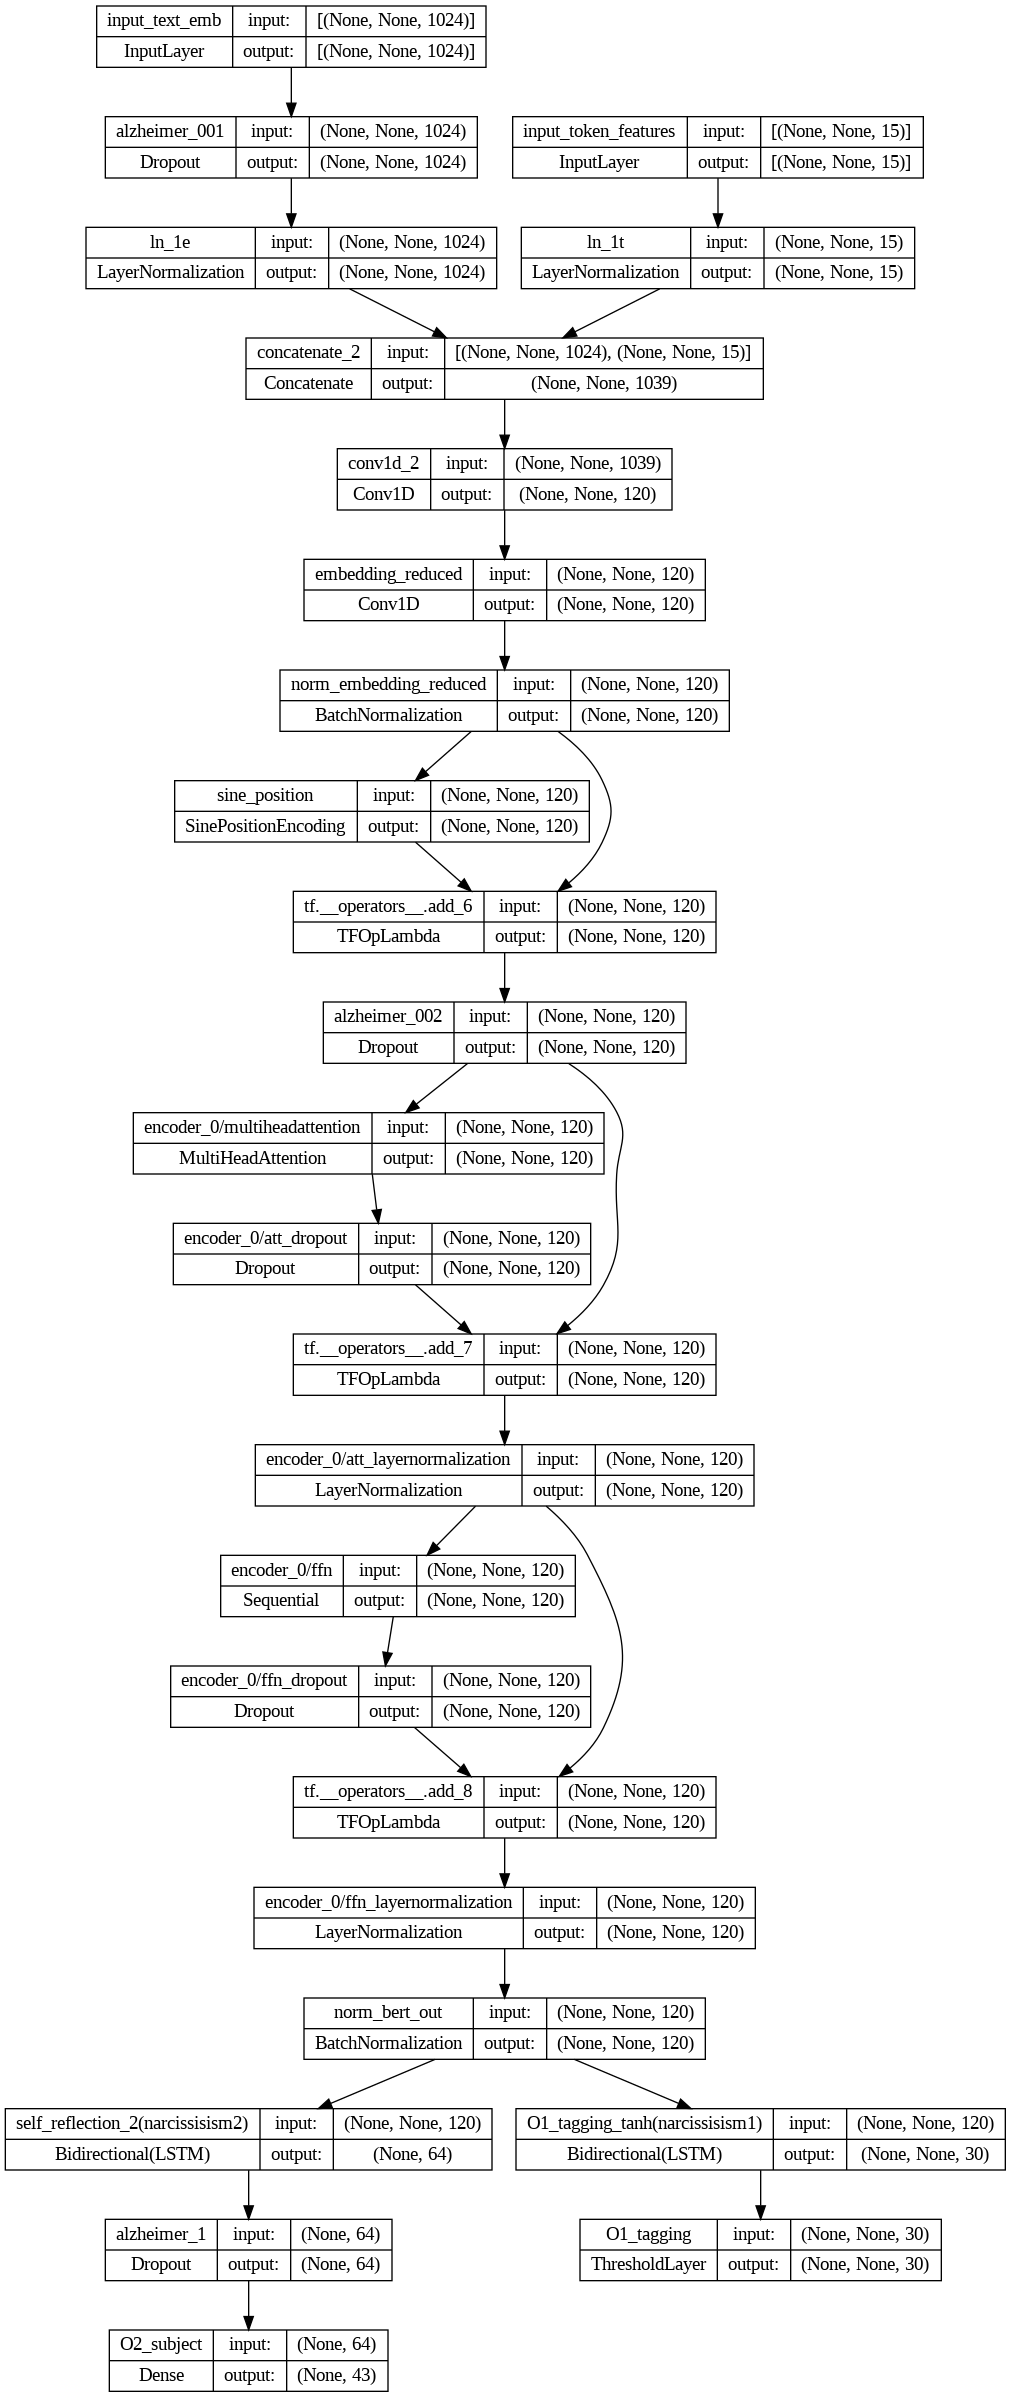 input_text_emb input: [(None, None, 1024)]
InputLayer output: [(None, None, 1024)]
alzheimer_001 input: (None, None, 1024)
Dropout output: (None, None, 1024)
input_token_features input: [(None, None, 15)]
InputLayer output: [(None, None, 15)]
ln_1e input: (None, None, 1024)
LayerNormalization output: (None, None, 1024)
ln_1t input: (None, None, 15)
LayerNormalization output: (None, None, 15)
concatenate_2 input: [(None, None, 1024), (None, None, 15)]
Concatenate output: (None, None, 1039)
conv1d_2 input: (None, None, 1039)
Conv1D output: (None, None, 120)
embedding_reduced input: (None, None, 120)
Conv1D output: (None, None, 120)
norm_embedding_reduced input: (None, None, 120)
BatchNormalization output: (None, None, 120)
sine_position input: (None, None, 120)
SinePositionEncoding output: (None, None, 120)
tf.__operators__.add_6 input: (None, None, 120)
TFOpLambda output: (None, None, 120)
alzheimer_002 input: (None, None, 120)
Dropout output: (None, None, 120)
encoder_0/multiheadattention input: (None, None, 120)
MultiHeadAttention output: (None, None, 120)
encoder_0/att_dropout input: (None, None, 120)
Dropout output: (None, None, 120)
tf.__operators__.add_7 input: (None, None, 120)
TFOpLambda output: (None, None, 120)
encoder_0/att_layernormalization input: (None, None, 120)
LayerNormalization output: (None, None, 120)
encoder_0/ffn input: (None, None, 120)
Sequential output: (None, None, 120)
encoder_0/ffn_dropout input: (None, None, 120)
Dropout output: (None, None, 120)
tf.__operators__.add_8 input: (None, None, 120)
TFOpLambda output: (None, None, 120)
encoder_0/ffn_layernormalization input: (None, None, 120)
LayerNormalization output: (None, None, 120)
norm_bert_out input: (None, None, 120)
BatchNormalization output: (None, None, 120)
self_reflection_2(narcissisism2) input: (None, None, 120)
Bidirectional(LSTM) output: (None, 64)
O1_tagging_tanh(narcissisism1) input: (None, None, 120)
Bidirectional(LSTM) output: (None, None, 30)
alzheimer_1 input: (None, 64)
Dropout output: (None, 64)
O1_tagging input: (None, None, 30)
ThresholdLayer output: (None, None, 30)
O2_subject input: (None, 64)
Dense output: (None, 43)